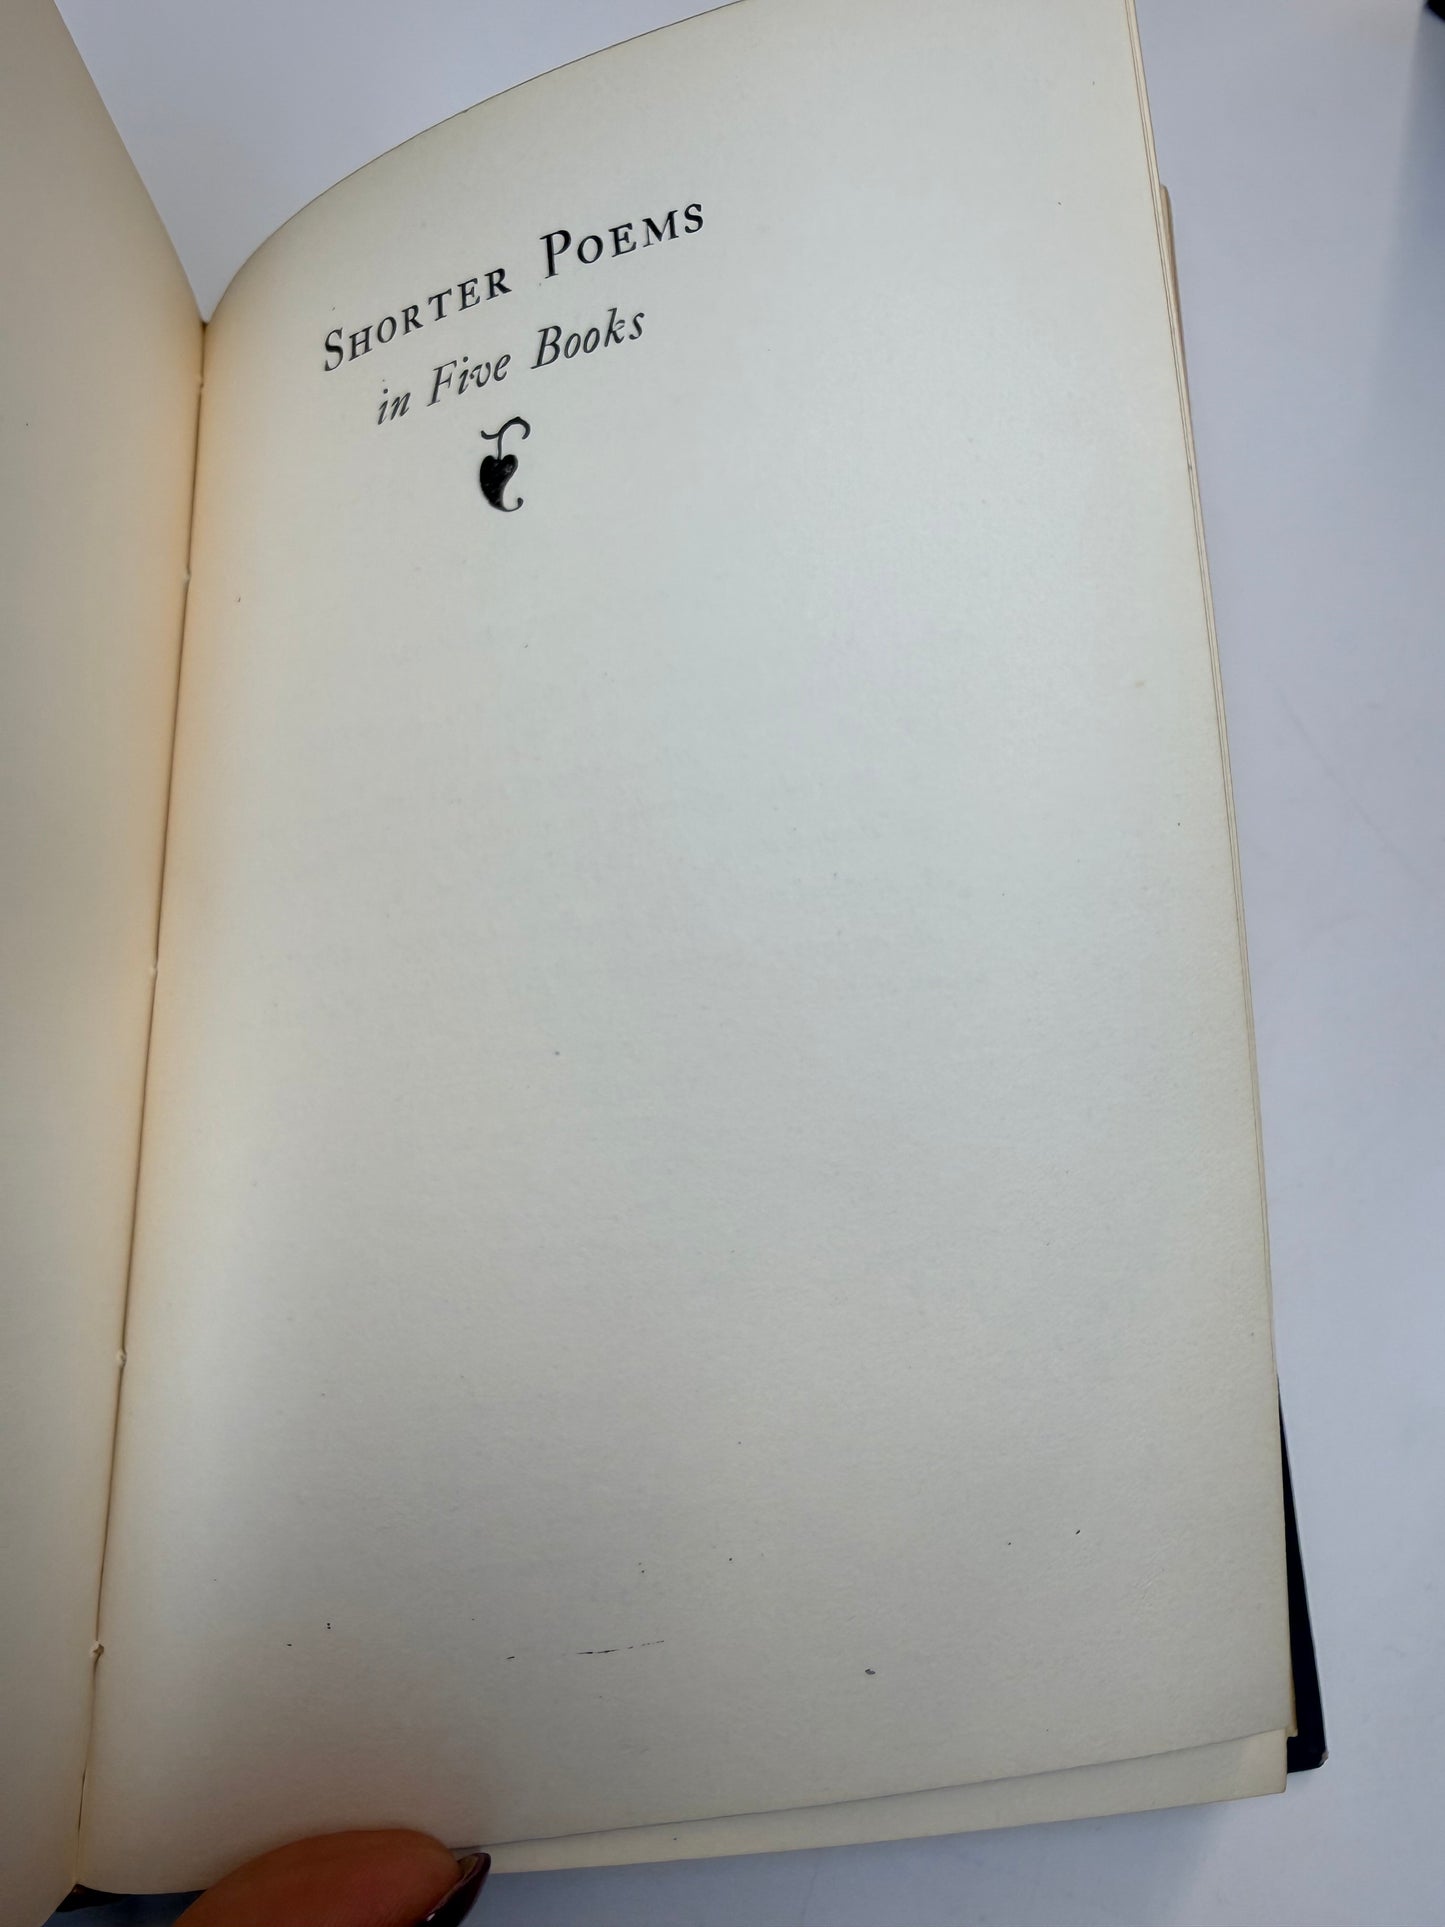 SHORTER POEMS
in Five Books